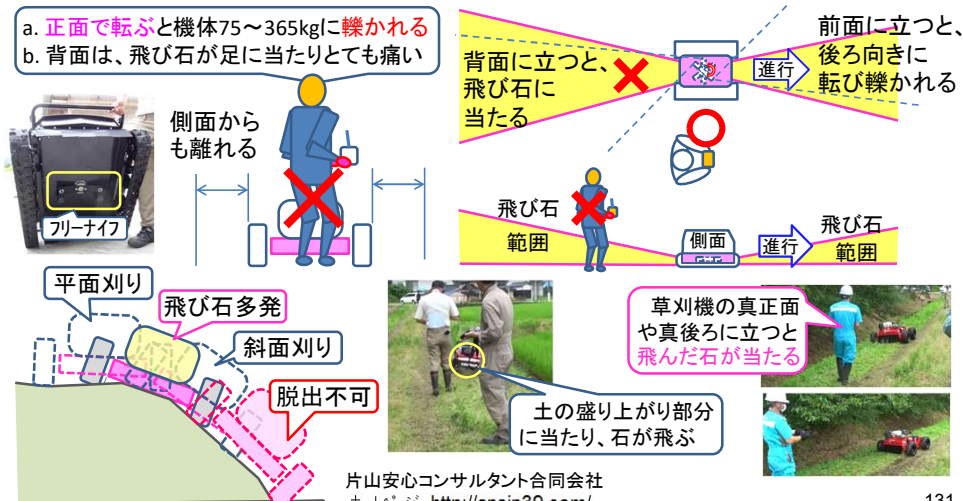 a. 正面で転ぶと機体75～365kgに轢かれる
b. 背面は、飛び石が足に当たりとても痛い
側面から
も離れる
フリーナイフ
背面に立つと、
飛び石に
当たる
進行
前面に立つと、
後ろ向きに
転び轢かれる
飛び石
範囲
側面
進行
飛び石
範囲
平面刈り
飛び石多発
斜面刈り
脱出不可
土の盛り上がり部分
に当たり、石が飛ぶ
草刈機の真正面
や真後ろに立つと
飛んだ石が当たる
片山安心コンサルタント合同会社
131